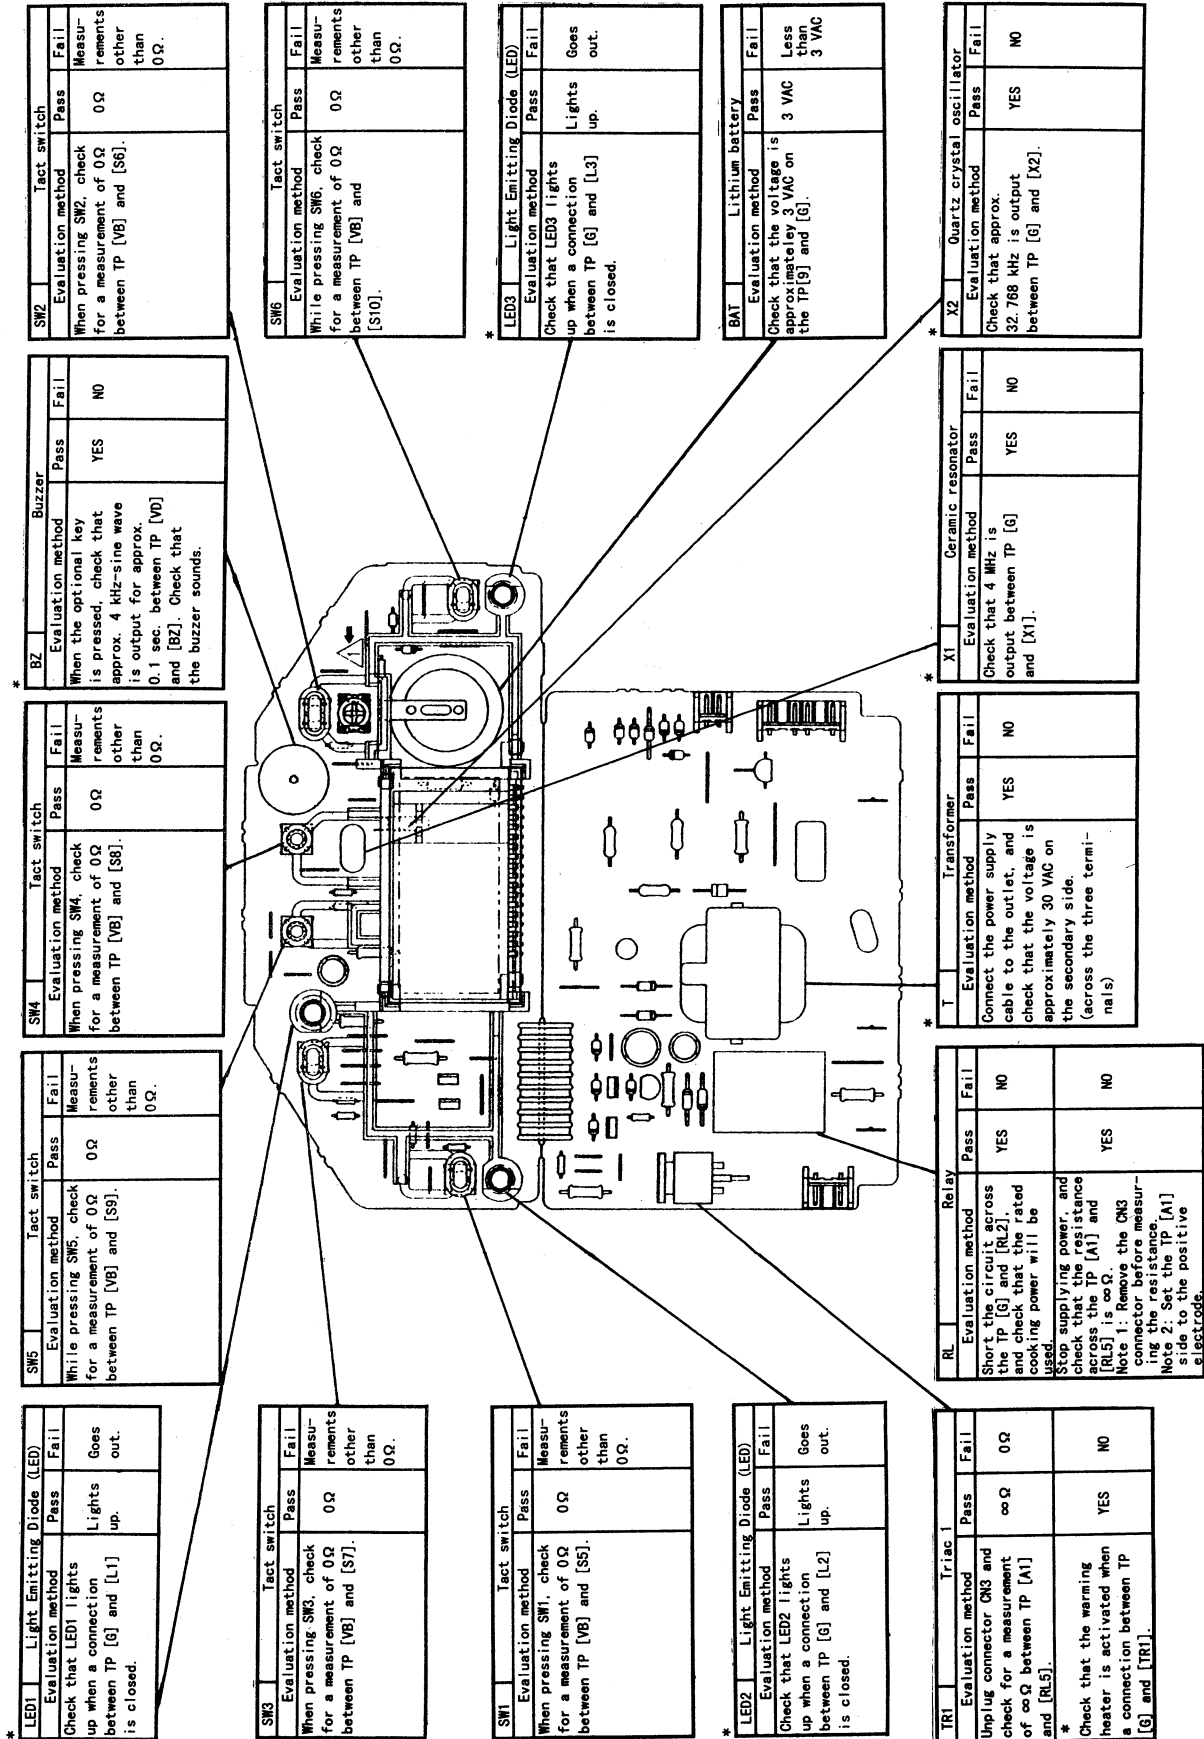 *
LED1 Light Emitting Diode (LED)
Evaluation method Pass Fail
Check that LED1 lights
up when a connection Lights Goes
between TP [G] and [L1] up. out.
is closed.
SW5 Tact switch
Evaluation method Pass Fail
While pressing SW5, check Measu-
for a measurement of 0Ω 0Ω rements
between TP [VB] and [S9]. other
than
0Ω.
SW4 Tact switch
Evaluation method Pass Fail
When pressing SW4, check Measu-
for a measurement of 0Ω 0Ω rements
between TP [VB] and [S8]. other
than
0Ω.
*
BZ Buzzer
Evaluation method Pass Fail
When the optional key
is pressed, check that YES NO
approx. 4 kHz-sine wave
is output for approx.
0.1 sec. between TP [VD]
and [BZ]. Check that
the buzzer sounds.
SW2 Tact switch
Evaluation method Pass Fail
When pressing SW2, check Measu-
for a measurement of 0Ω 0Ω rements
between TP [VB] and [S6]. other
than
0Ω.
SW3 Tact switch
Evaluation method Pass Fail
When pressing SW3, check Measu-
for a measurement of 0Ω 0Ω rements
between TP [VB] and [S7]. other
than
0Ω.
SW6 Tact switch
Evaluation method Pass Fail
While pressing SW6, check Measu-
for a measurement of 0Ω 0Ω rements
between TP [VB] and other
[S10]. than
0Ω.
1
SW1 Tact switch
Evaluation method Pass Fail
When pressing SW1, check Measu-
for a measurement of 0Ω 0Ω rements
between TP [VB] and [S5]. other
than
0Ω.
*
LED3 Light Emitting Diode (LED)
Evaluation method Pass Fail
Check that LED3 lights
up when a connection Lights Goes
between TP [G] and [L3] up. out.
is closed.
*
LED2 Light Emitting Diode (LED)
Evaluation method Pass Fail
Check that LED2 lights
up when a connection Lights Goes
between TP [G] and [L2] up. out.
is closed.
BAT Lithium battery
Evaluation method Pass Fail
Check that the voltage is 3 VAC Less
approximateley 3 VAC on than
the TP[9] and [G]. 3 VAC
TR1 Triac 1
Evaluation method Pass Fail
Unplug connector CN3 and
check for a measurement ∞Ω 0Ω
of ∞Ω between TP [A1]
and [RL5].
*
Check that the warming
heater is activated when YES NO
a connection between TP
[G] and [TR1].
RL Relay
Evaluation method Pass Fail
Short the circuit across YES NO
the TP [G] and [RL2],
and check that the rated
cooking power will be
used.
Stop supplying power, and
check that the resistance
across the TP [A1] and YES NO
[RL5] is ∞Ω.
Note 1: Remove the CN3
connector before measur-
ing the resistance.
Note 2: Set the TP [A1]
side to the positive
electrode.
*
T Transformer
Evaluation method Pass Fail
Connect the power supply
cable to the outlet, and YES NO
check that the voltage is
approximately 30 VAC on
the secondary side.
(across the three termi-
nals)
*
X1 Ceramic resonator
Evaluation method Pass Fail
Check that 4 MHz is
output between TP [G] YES NO
and [X1].
*
X2 Quartz crystal oscillator
Evaluation method Pass Fail
Check that approx.
32.768 kHz is output YES NO
between TP [G] and [X2].